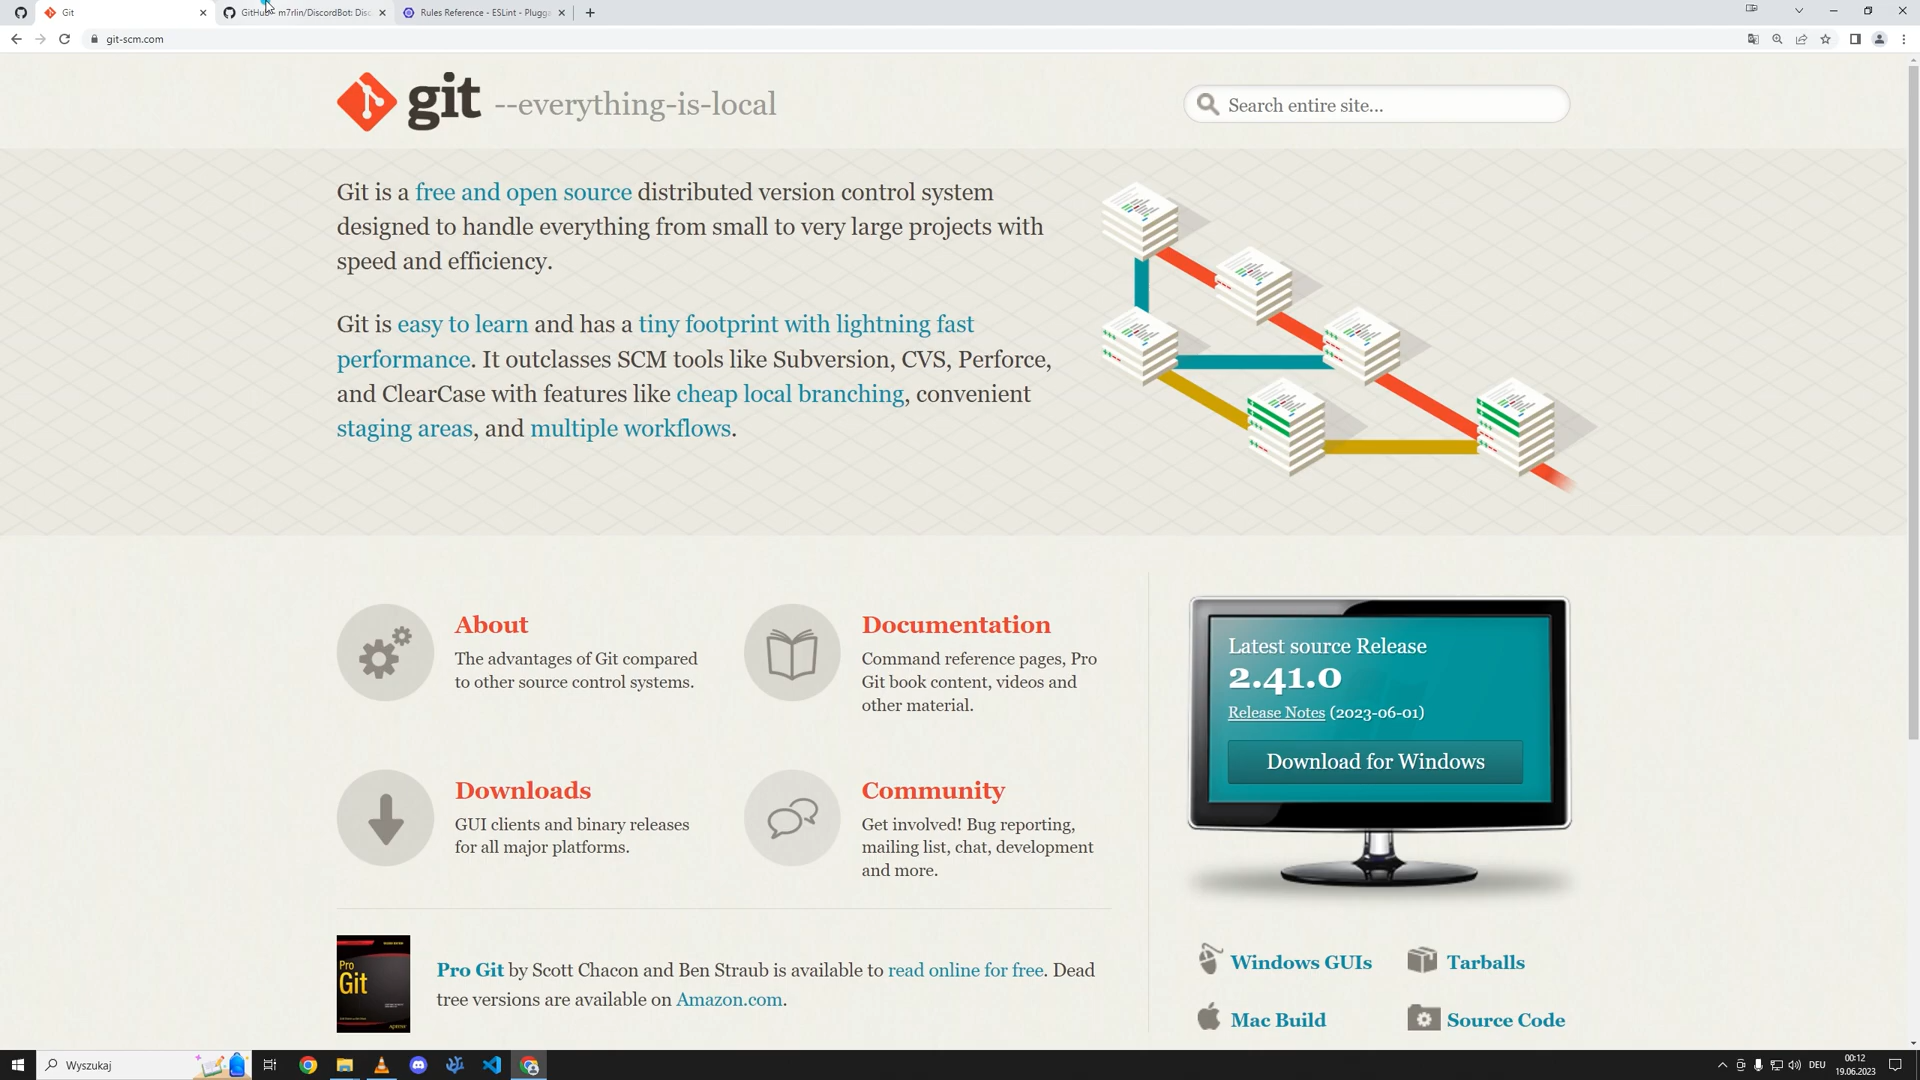 Git
GitHub - m7rlin/DiscordBot: Disc
Rules Reference - ESLint - Plugga
git-scm.com
git --everything-is-local
Search entire site...
Git is a free and open source distributed version control system
designed to handle everything from small to very large projects with
speed and efficiency.
Git is easy to learn and has a tiny footprint with lightning fast
performance. It outclasses SCM tools like Subversion, CVS, Perforce,
and ClearCase with features like cheap local branching, convenient
staging areas, and multiple workflows.
About
The advantages of Git compared
to other source control systems.
Documentation
Command reference pages, Pro
Git book content, videos and
other material.
Downloads
GUI clients and binary releases
for all major platforms.
Community
Get involved! Bug reporting,
mailing list, chat, development
and more.
Latest source Release
2.41.0
Release Notes (2023-06-01)
Download for Windows
Pro
Git
Pro Git by Scott Chacon and Ben Straub is available to read online for free. Dead
tree versions are available on Amazon.com.
Windows GUIs
Tarballs
Mac Build
Source Code
Wyszukaj
DEU
00:12
19.06.2023